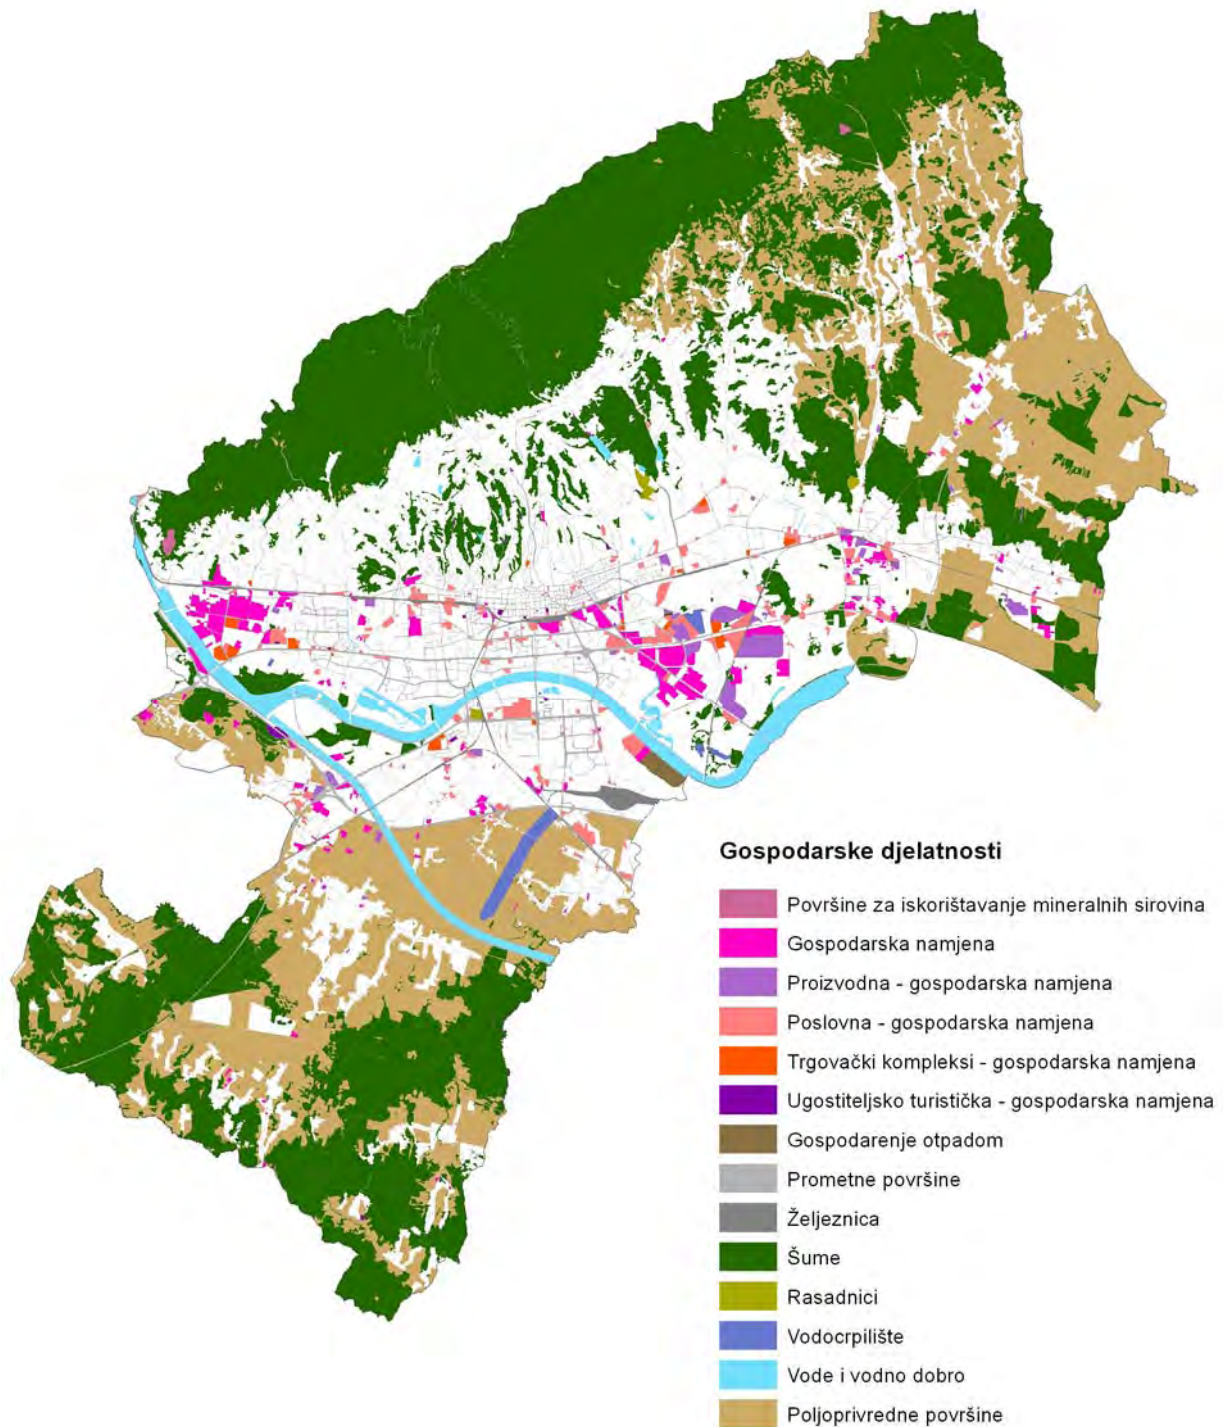 Gospodarske djelatnosti
Površine za iskorištavanje mineralnih sirovina
Gospodarska namjena
Proizvodna - gospodarska namjena
Poslovna - gospodarska namjena
Trgovački kompleksi - gospodarska namjena
Ugostiteljsko turistička - gospodarska namjena
Gospodarenje otpadom
Prometne površine
Željeznica
Šume
Rasadnici
Vodocrpilište
Vode i vodno dobro
Poljoprivredne površine